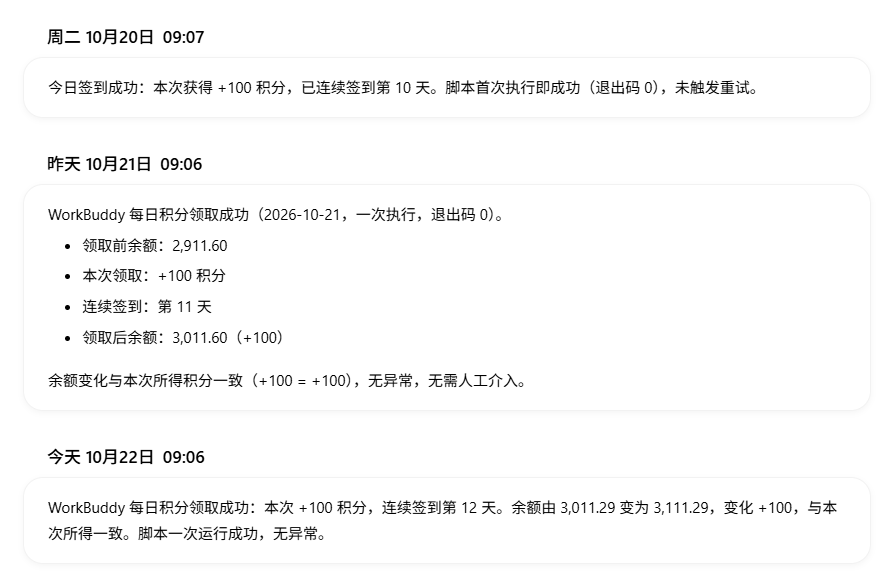 周二 10月20日 09:07
今日签到成功：本次获得 +100 积分，已连续签到第 10 天。脚本首次执行即成功（退出码 0），未触发重试。
昨天 10月21日 09:06
WorkBuddy 每日积分领取成功（2026-10-21，一次执行，退出码 0）。
• 领取前余额：2,911.60
• 本次领取：+100 积分
• 连续签到：第 11 天
• 领取后余额：3,011.60（+100）
余额变化与本次所得积分一致（+100 = +100），无异常，无需人工介入。
今天 10月22日 09:06
WorkBuddy 每日积分领取成功：本次 +100 积分，连续签到第 12 天。余额由 3,011.29 变为 3,111.29，变化 +100，与本
次所得一致。脚本一次运行成功，无异常。